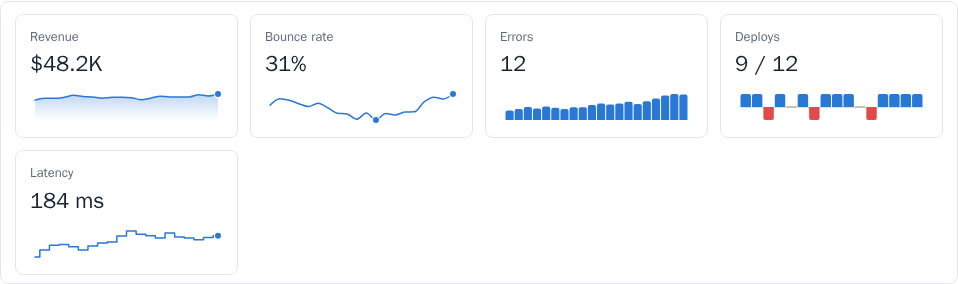 Revenue
$48.2K
Bounce rate
31%
Errors
12
Deploys
9 / 12
Latency
184 ms